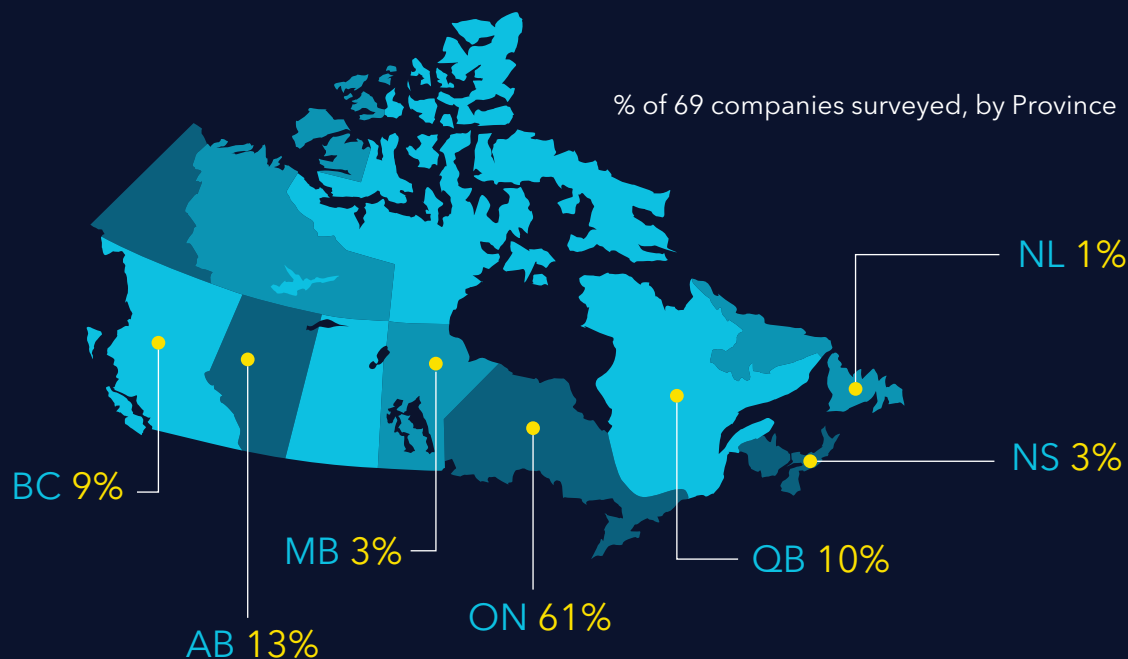 % of 69 companies surveyed, by Province
NL 1%
NS 3%
BC 9%
MB 3%
QB 10%
ON 61%
AB 13%